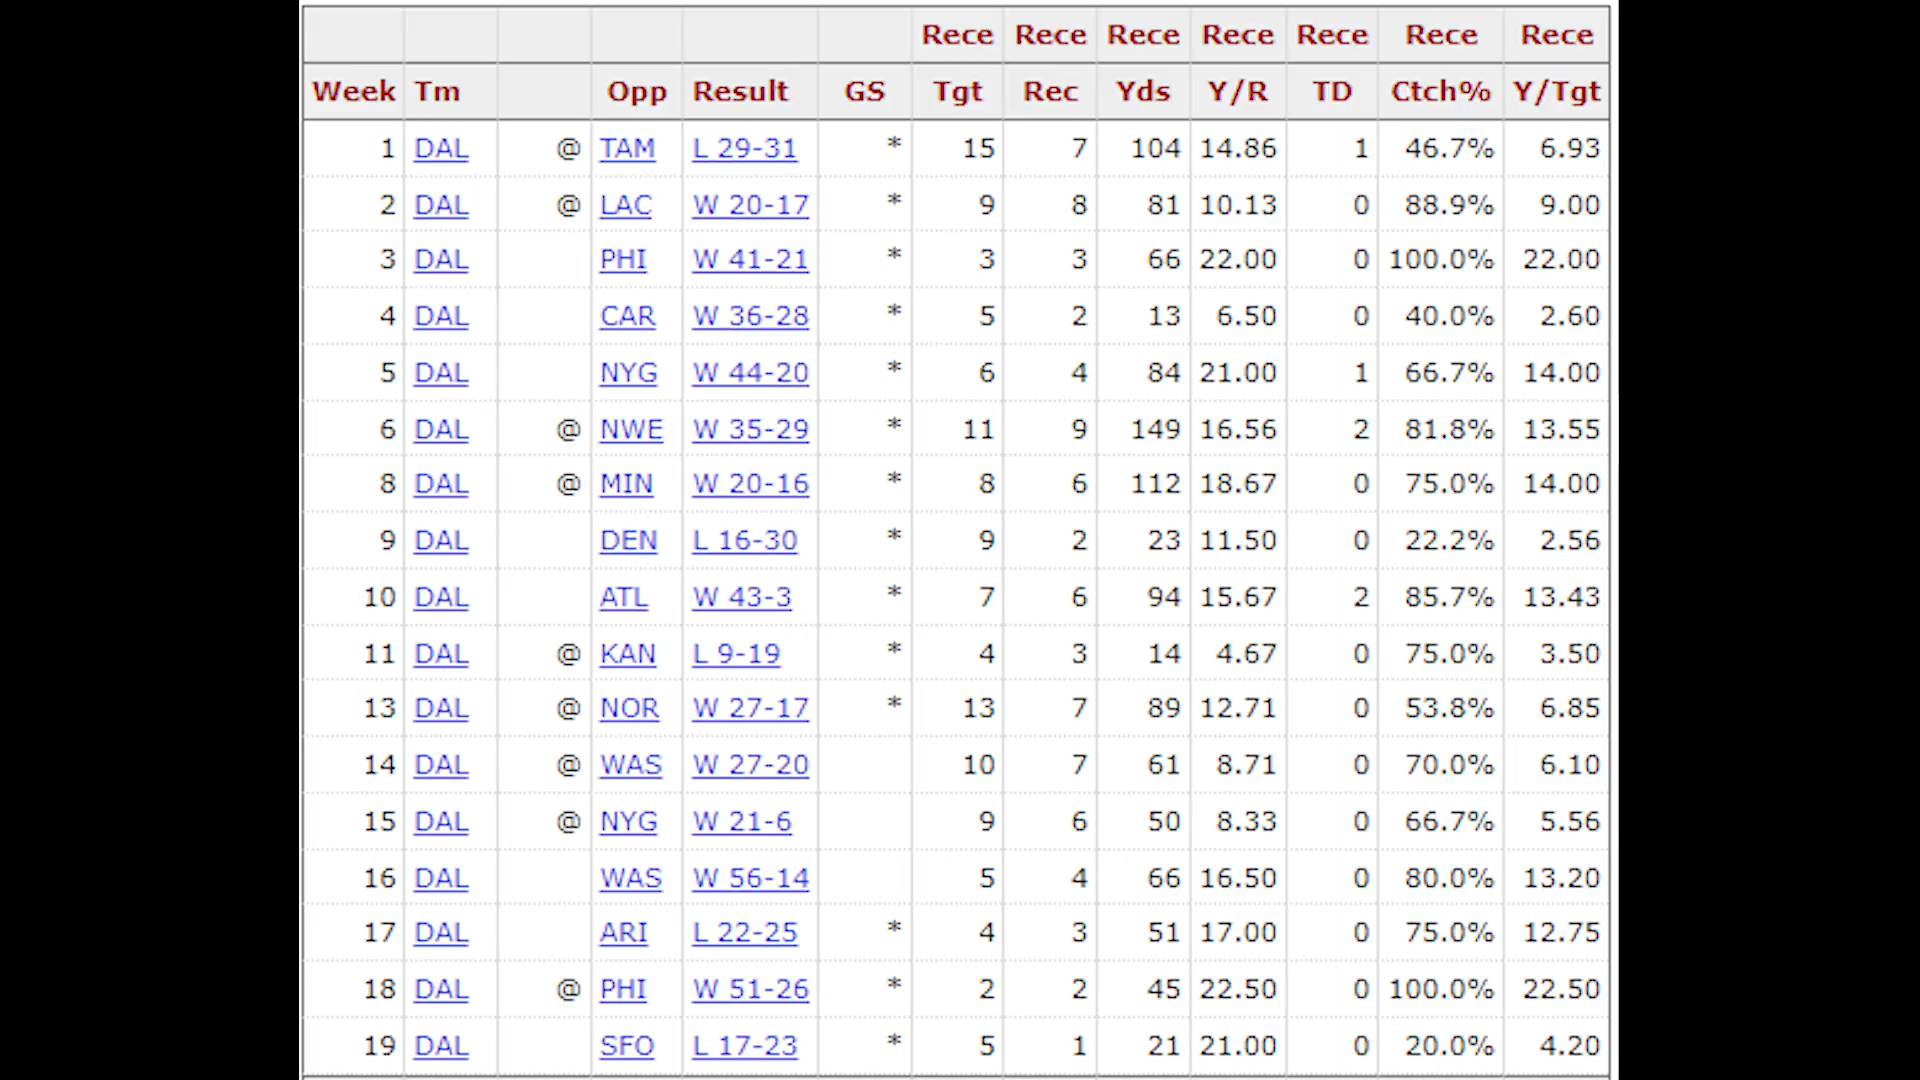 Rece Rece Rece Rece Rece Rece Rece
Week Tm Opp Result GS Tgt Rec Yds Y/R TD Ctch% Y/Tgt
1 DAL @ TAM L 29-31 * 15 7 104 14.86 1 46.7% 6.93
2 DAL @ LAC W 20-17 * 9 8 81 10.13 0 88.9% 9.00
3 DAL PHI W 41-21 * 3 3 66 22.00 0 100.0% 22.00
4 DAL CAR W 36-28 * 5 2 13 6.50 0 40.0% 2.60
5 DAL NYG W 44-20 * 6 4 84 21.00 1 66.7% 14.00
6 DAL @ NWE W 35-29 * 11 9 149 16.56 2 81.8% 13.55
8 DAL @ MIN W 20-16 * 8 6 112 18.67 0 75.0% 14.00
9 DAL DEN L 16-30 * 9 2 23 11.50 0 22.2% 2.56
10 DAL ATL W 43-3 * 7 6 94 15.67 2 85.7% 13.43
11 DAL @ KAN L 9-19 * 4 3 14 4.67 0 75.0% 3.50
13 DAL @ NOR W 27-17 * 13 7 89 12.71 0 53.8% 6.85
14 DAL @ WAS W 27-20 10 7 61 8.71 0 70.0% 6.10
15 DAL @ NYG W 21-6 9 6 50 8.33 0 66.7% 5.56
16 DAL WAS W 56-14 5 4 66 16.50 0 80.0% 13.20
17 DAL ARI L 22-25 * 4 3 51 17.00 0 75.0% 12.75
18 DAL @ PHI W 51-26 * 2 2 45 22.50 0 100.0% 22.50
19 DAL SFO L 17-23 * 5 1 21 21.00 0 20.0% 4.20